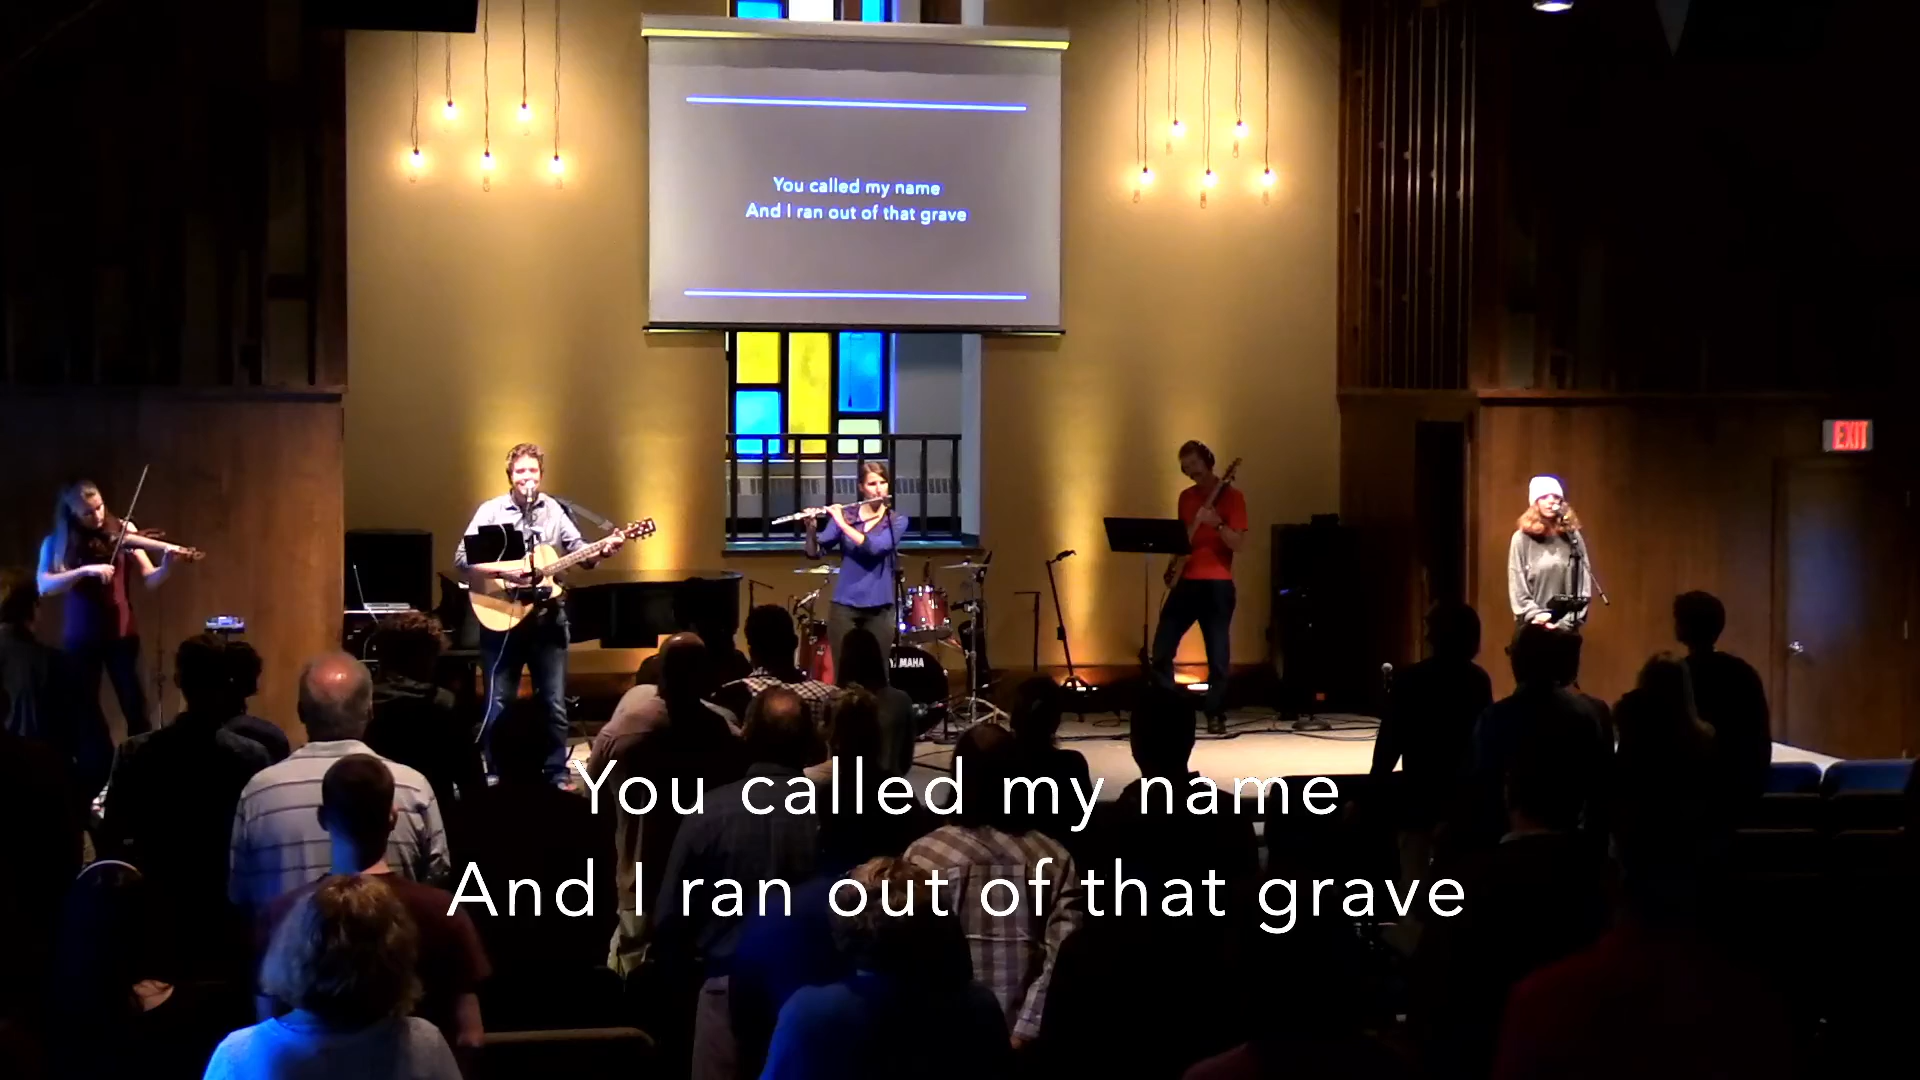 You called my name
And I ran out of that grave
EXIT
YAMAHA
You called my name
And I ran out of that grave